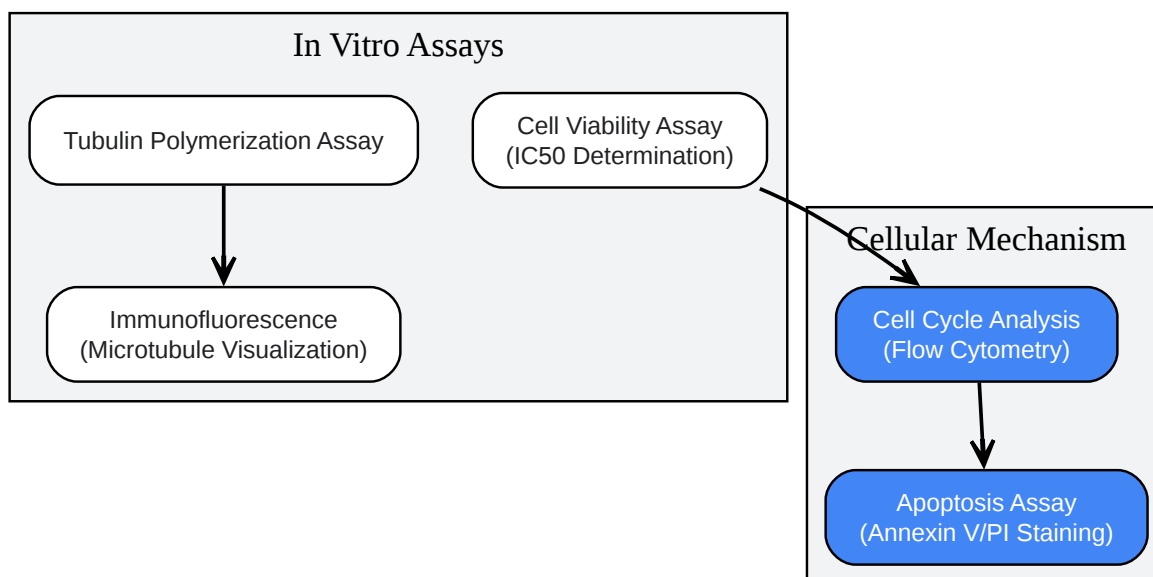 In Vitro Assays
Tubulin Polymerization Assay
Cell Viability Assay
(IC50 Determination)
Immunofluorescence
(Microtubule Visualization)
Cellular Mechanism
Cell Cycle Analysis
(Flow Cytometry)
Apoptosis Assay
(Annexin V/PI Staining)